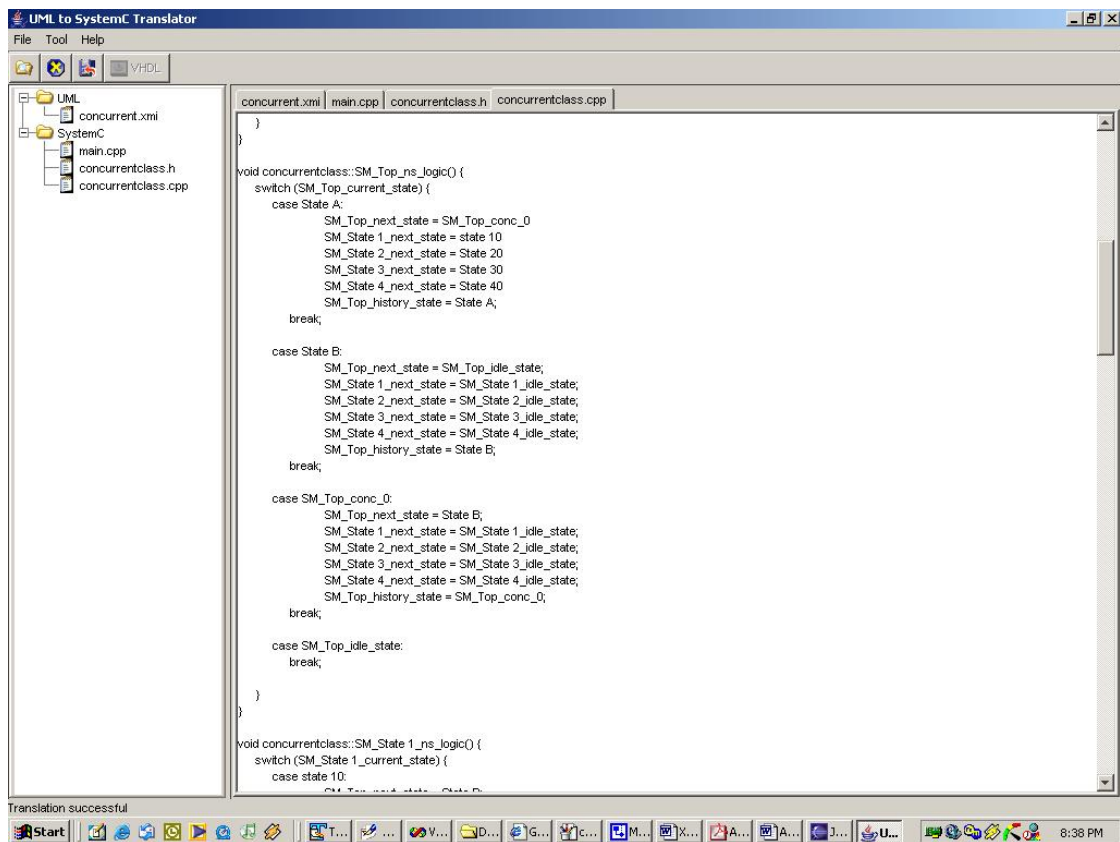 UML to SystemC Translator
File Tool Help
VHDL
UML
concurrent.xmi
SystemC
main.cpp
concurrentclass.h
concurrentclass.cpp
concurrent.xmi main.cpp concurrentclass.h concurrentclass.cpp
}
}
void concurrentclass::SM_Top_ns_logic() {
switch (SM_Top_current_state) {
case State A:
SM_Top_next_state = SM_Top_conc_0
SM_State 1_next_state = state 10
SM_State 2_next_state = State 20
SM_State 3_next_state = State 30
SM_State 4_next_state = State 40
SM_Top_history_state = State A;
break;
case State B:
SM_Top_next_state = SM_Top_idle_state;
SM_State 1_next_state = SM_State 1_idle_state;
SM_State 2_next_state = SM_State 2_idle_state;
SM_State 3_next_state = SM_State 3_idle_state;
SM_State 4_next_state = SM_State 4_idle_state;
SM_Top_history_state = State B;
break;
case SM_Top_conc_0:
SM_Top_next_state = State B;
SM_State 1_next_state = SM_State 1_idle_state;
SM_State 2_next_state = SM_State 2_idle_state;
SM_State 3_next_state = SM_State 3_idle_state;
SM_State 4_next_state = SM_State 4_idle_state;
SM_Top_history_state = SM_Top_conc_0;
break;
case SM_Top_idle_state:
break;
}
}
void concurrentclass::SM_State 1_ns_logic() {
switch (SM_State 1_current_state) {
case state 10:
Translation successful
Start T... ... V... D... G... c... M... X... A... A... J... U... 8:38 PM